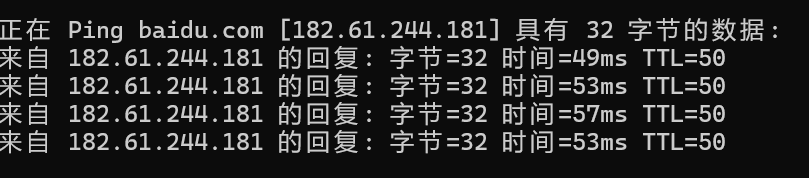 正在 Ping baidu.com [182.61.244.181] 具有 32 字节的数据:
来自 182.61.244.181 的回复: 字节=32 时间=49ms TTL=50
来自 182.61.244.181 的回复: 字节=32 时间=53ms TTL=50
来自 182.61.244.181 的回复: 字节=32 时间=57ms TTL=50
来自 182.61.244.181 的回复: 字节=32 时间=53ms TTL=50